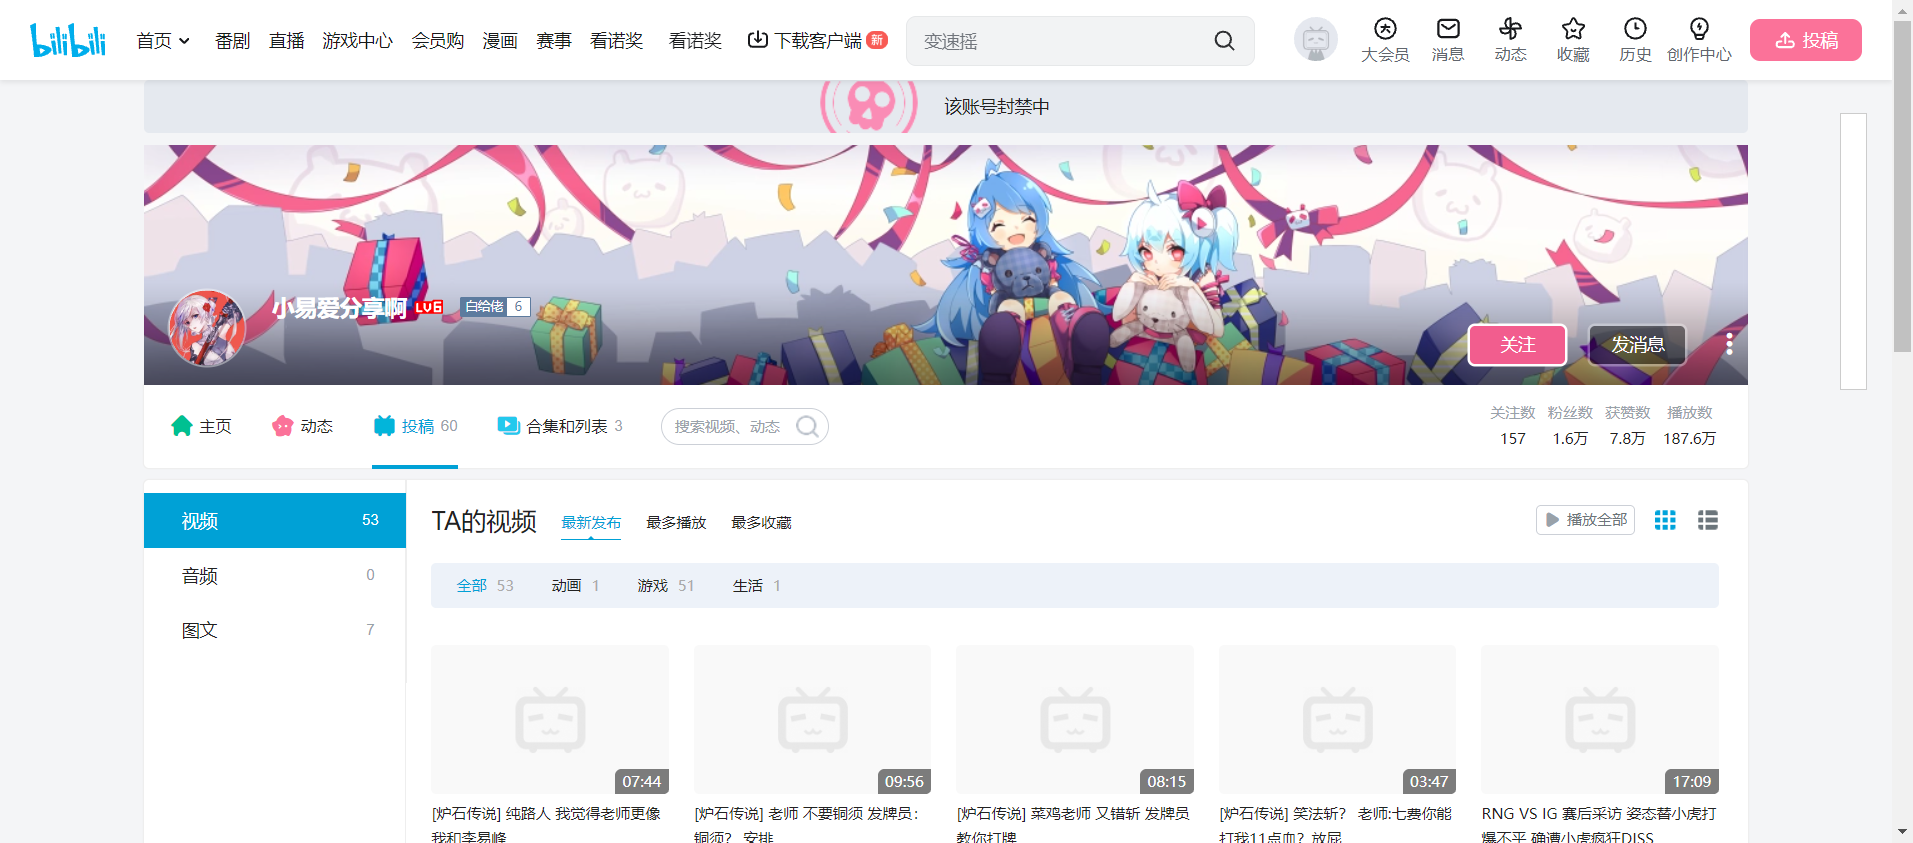 bilibili
首页
番剧
直播
游戏中心
会员购
漫画
赛事
看诺奖
看诺奖
下载客户端
新
变速摇
大会员
消息
动态
收藏
历史
创作中心
投稿
该账号封禁中
小易爱分享啊 LV6 白给佬 6
关注
发消息
主页
动态
投稿 60
合集和列表 3
搜索视频、动态
关注数 粉丝数 获赞数 播放数
157 1.6万 7.8万 187.6万
视频 53
音频 0
图文 7
TA的视频
最新发布
最多播放
最多收藏
播放全部
全部 53
动画 1
游戏 51
生活 1
07:44
[炉石传说] 纯路人 我觉得老师更像
我和李易峰
09:56
[炉石传说] 老师 不要铜须 发牌员：
铜须？ 安排
08:15
[炉石传说] 菜鸡老师 又错斩 发牌员
教你打牌
03:47
[炉石传说] 笑法斩？ 老师:七费你能
打我11点血？放屁
17:09
RNG VS IG 赛后采访 姿态替小虎打
爆不平 确遭小虎疯狂DISS